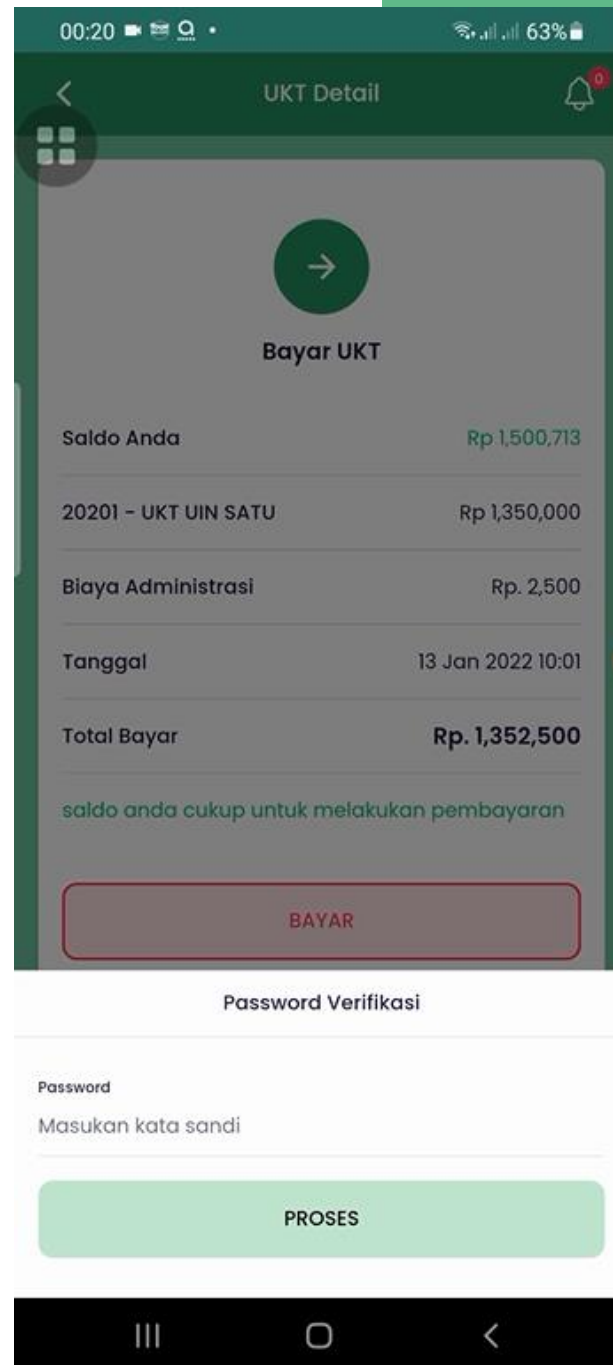 00:20 63%
UKT Detail 0
Bayar UKT
Saldo Anda Rp 1,500,713
20201 - UKT UIN SATU Rp 1,350,000
Biaya Administrasi Rp. 2,500
Tanggal 13 Jan 2022 10:01
Total Bayar Rp. 1,352,500
saldo anda cukup untuk melakukan pembayaran
BAYAR
Password Verifikasi
Password
Masukan kata sandi
PROSES